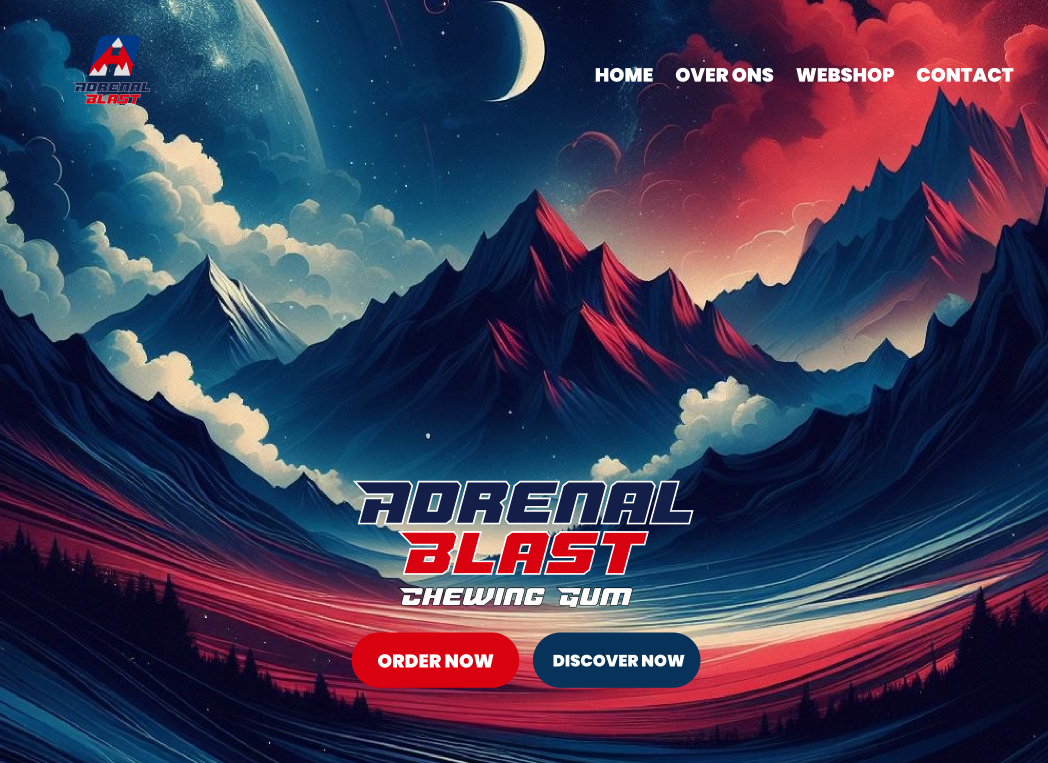 ADRENAL
BLAST
HOME OVER ONS WEBSHOP CONTACT
ADRENAL
BLAST
CHEWING GUM
ORDER NOW DISCOVER NOW